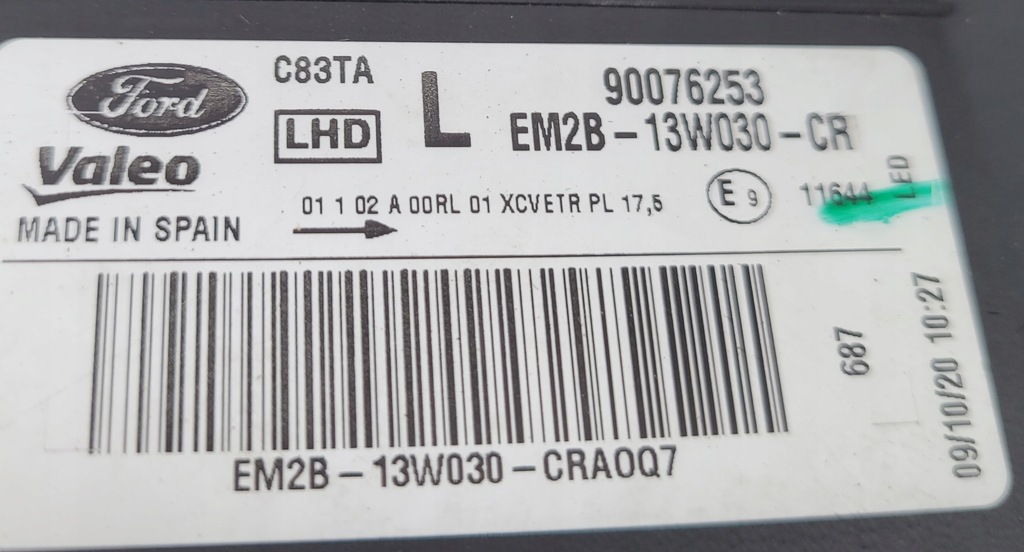 Ford
Valeo
MADE IN SPAIN
C83TA
LHD
L
90076253
EM2B-13W030-CR
01 1 02 A 00RL 01 XCVETR PL 17,5
E 9
11644
LED
EM2B-13W030-CRA0Q7
687
09/10/20 10:27